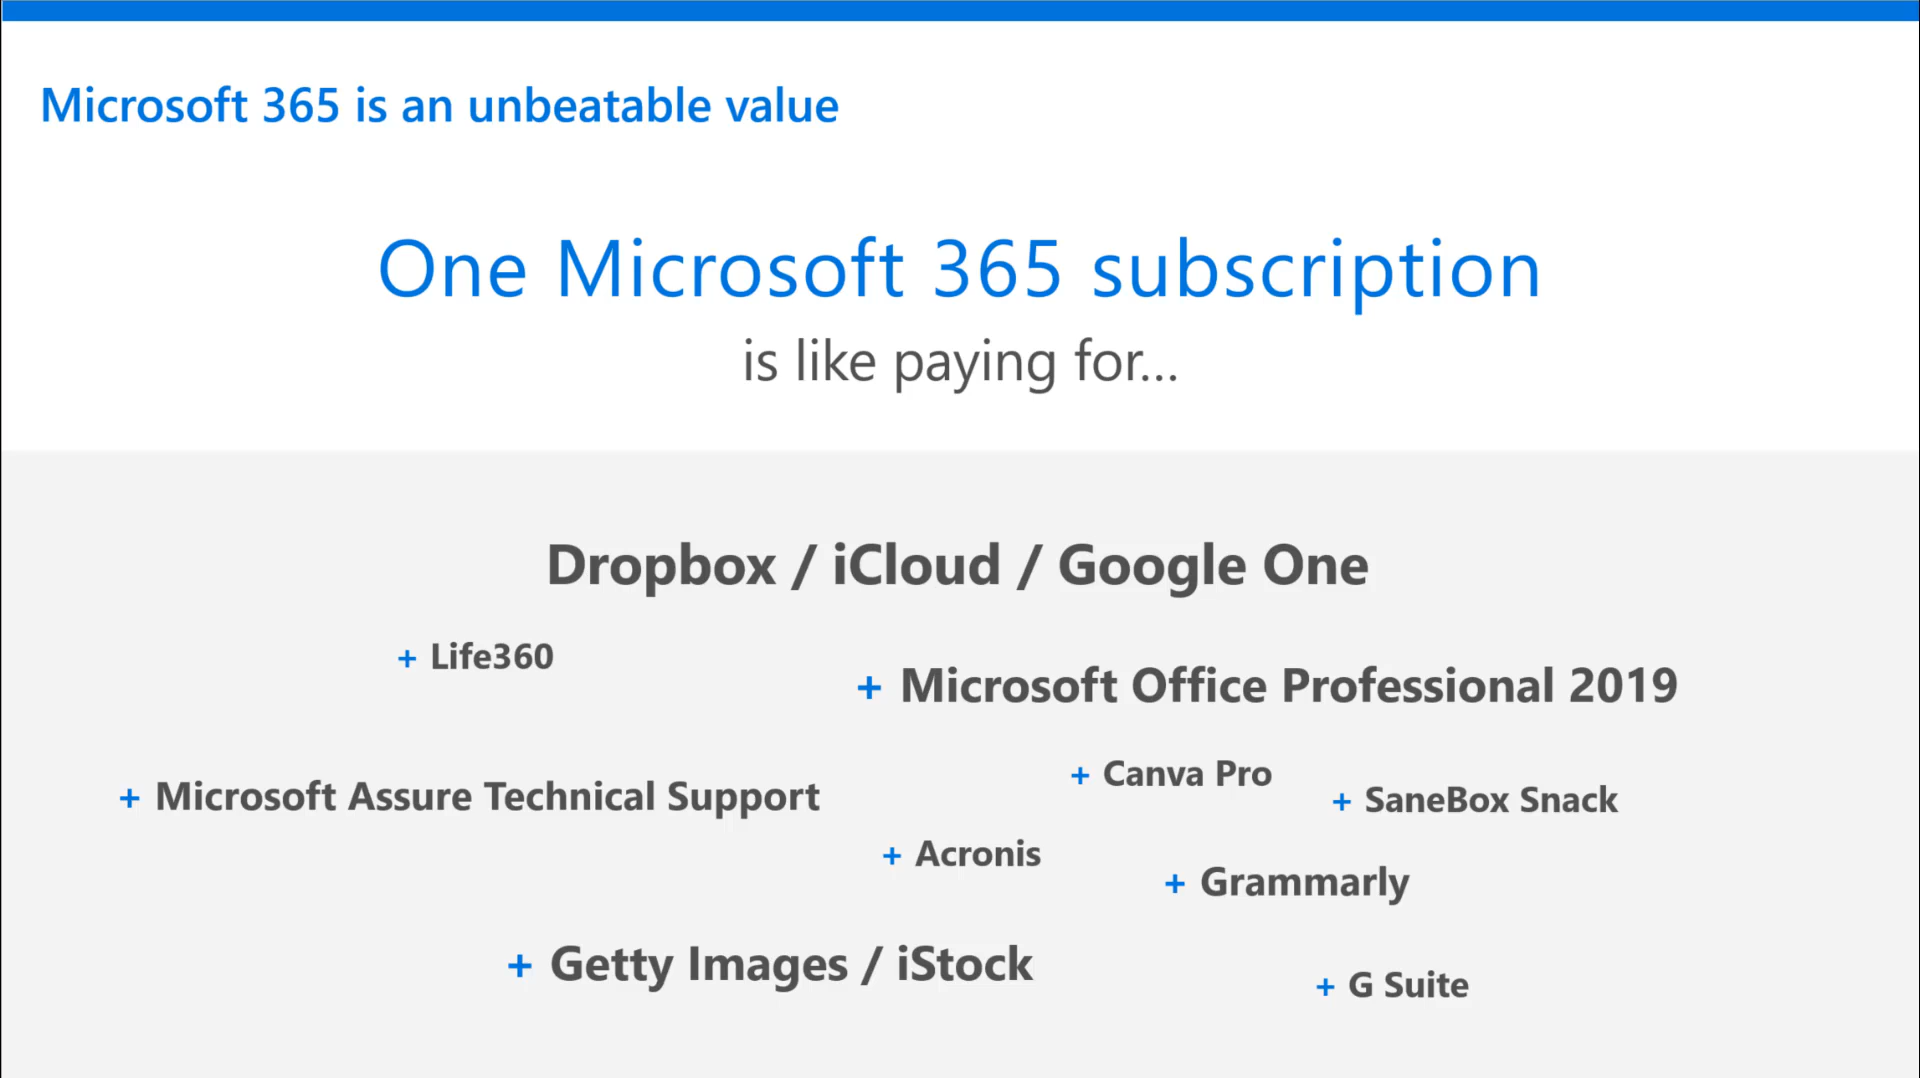 Microsoft 365 is an unbeatable value
One Microsoft 365 subscription
is like paying for...
Dropbox / iCloud / Google One
+ Life360
+ Microsoft Office Professional 2019
+ Canva Pro
+ Microsoft Assure Technical Support
+ SaneBox Snack
+ Acronis
+ Grammarly
+ Getty Images / iStock
+ G Suite